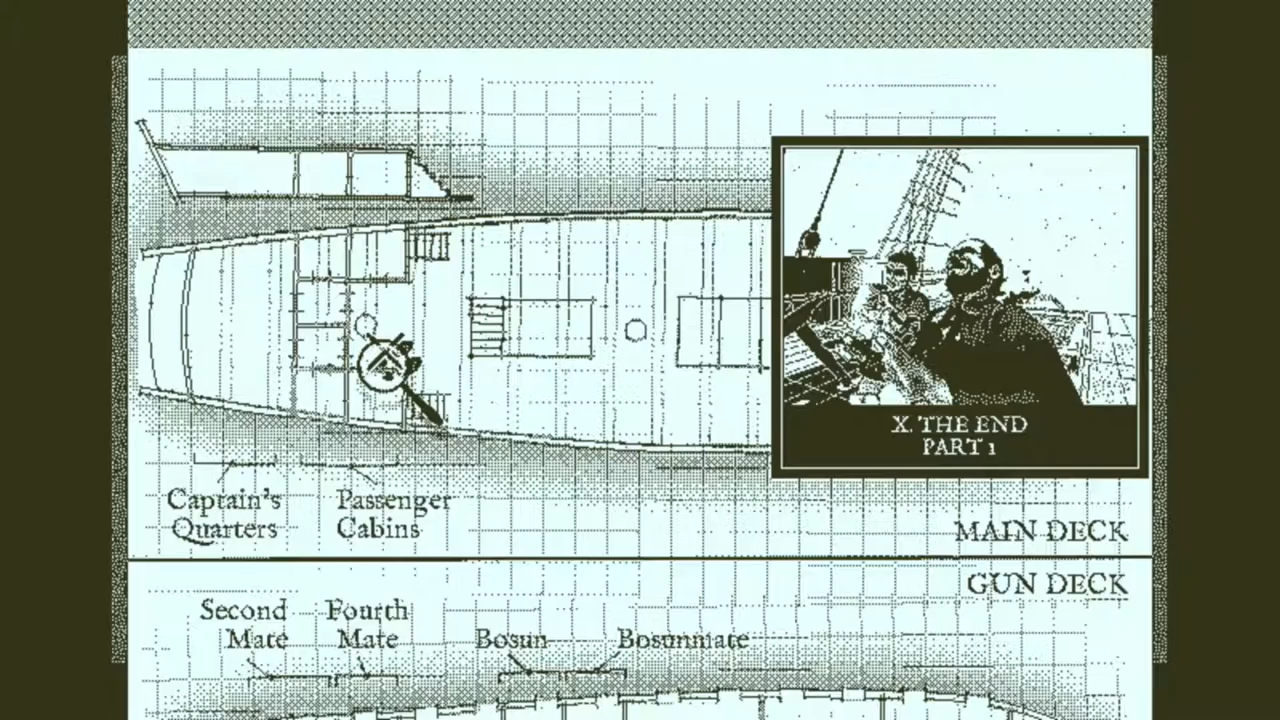 X. THE END
PART 1
Captain's
Quarters
Passenger
Cabins
MAIN DECK
GUN DECK
Second
Mate
Fourth
Mate
Bosun
Bosunmate